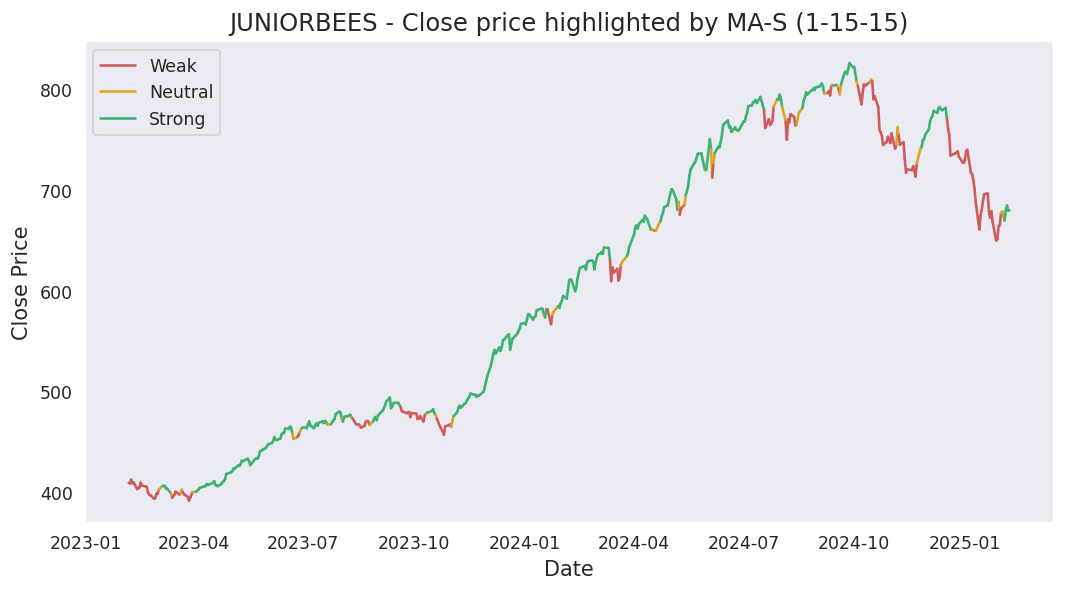 JUNIORBEES - Close price highlighted by MA-S (1-15-15)
Weak
Neutral
Strong
Close Price
800
700
600
500
400
2023-01 2023-04 2023-07 2023-10 2024-01 2024-04 2024-07 2024-10 2025-01
Date